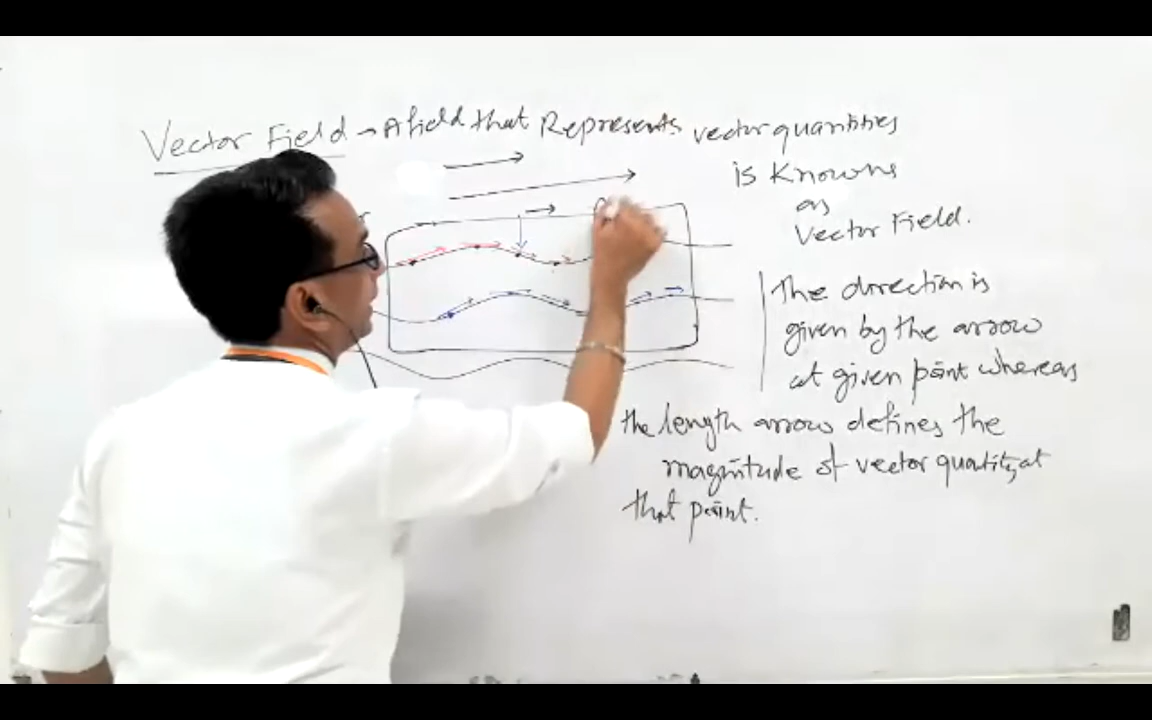 Vector Field → A field that Represents vector quantities
is Knowns
as
Vector Field.
The direction is
given by the arrow
at given point whereas
the length arrow defines the
magnitude of vector quantity at
that point.